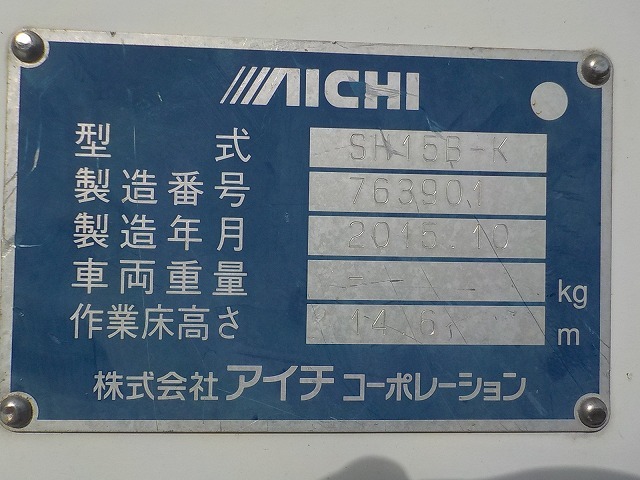 AICHI
型式 SH15B-K
製造番号 763901
製造年月 2015.10
車両重量 - kg
作業床高さ 14.6 m
株式会社 アイチ コーポレーション